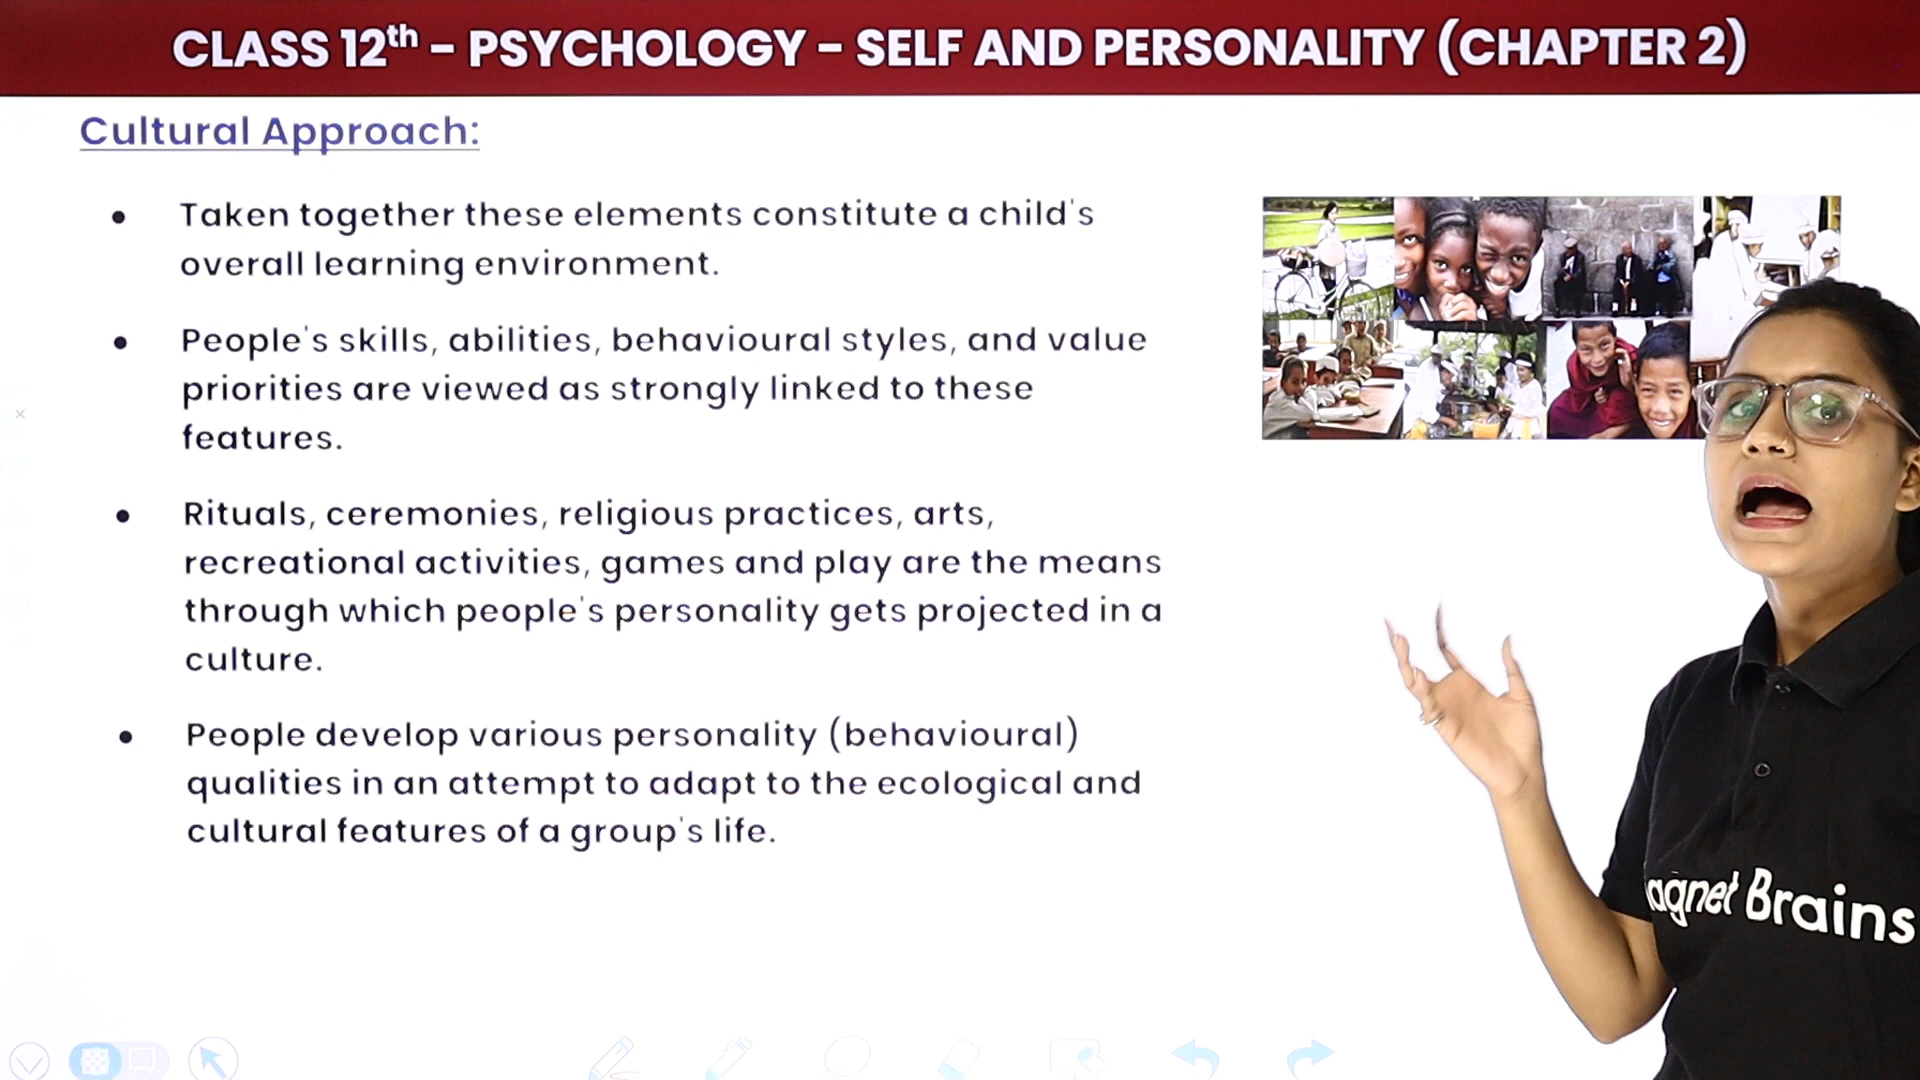 CLASS 12th – PSYCHOLOGY – SELF AND PERSONALITY (CHAPTER 2)
Cultural Approach:
• Taken together these elements constitute a child's
overall learning environment.
• People's skills, abilities, behavioural styles, and value
priorities are viewed as strongly linked to these
features.
• Rituals, ceremonies, religious practices, arts,
recreational activities, games and play are the means
through which people's personality gets projected in a
culture.
• People develop various personality (behavioural)
qualities in an attempt to adapt to the ecological and
cultural features of a group's life.
agnet Brains